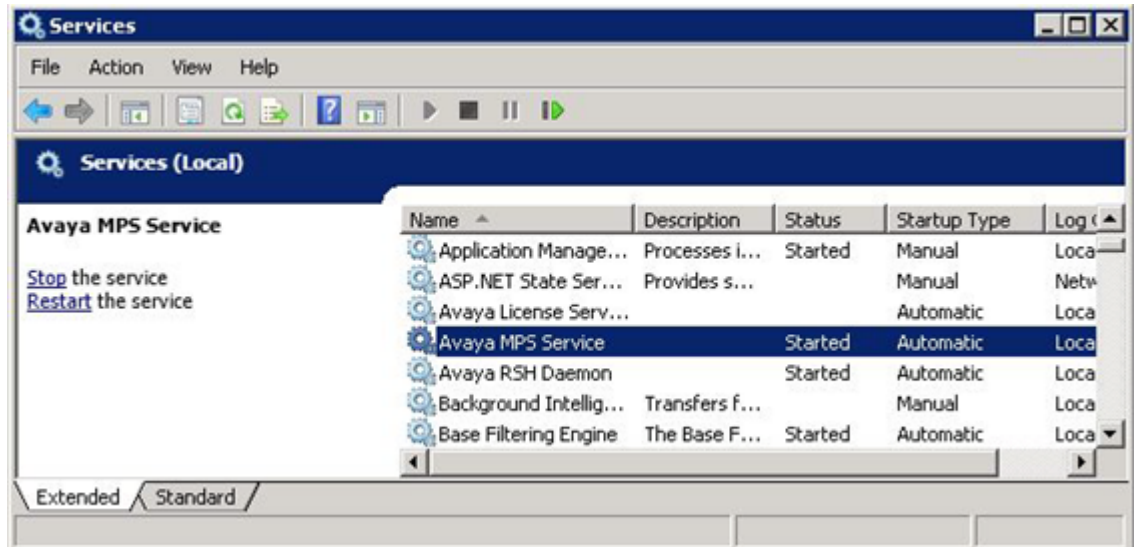 Services
File Action View Help
Services (Local)
Avaya MPS Service
Stop the service
Restart the service
Name Description Status Startup Type Log
Application Manage... Processes i... Started Manual Loca
ASP.NET State Ser... Provides s... Manual Netw
Avaya License Serv... Automatic Loca
Avaya MPS Service Started Automatic Loca
Avaya RSH Daemon Started Automatic Loca
Background Intellig... Transfers f... Manual Loca
Base Filtering Engine The Base F... Started Automatic Loca
Extended Standard